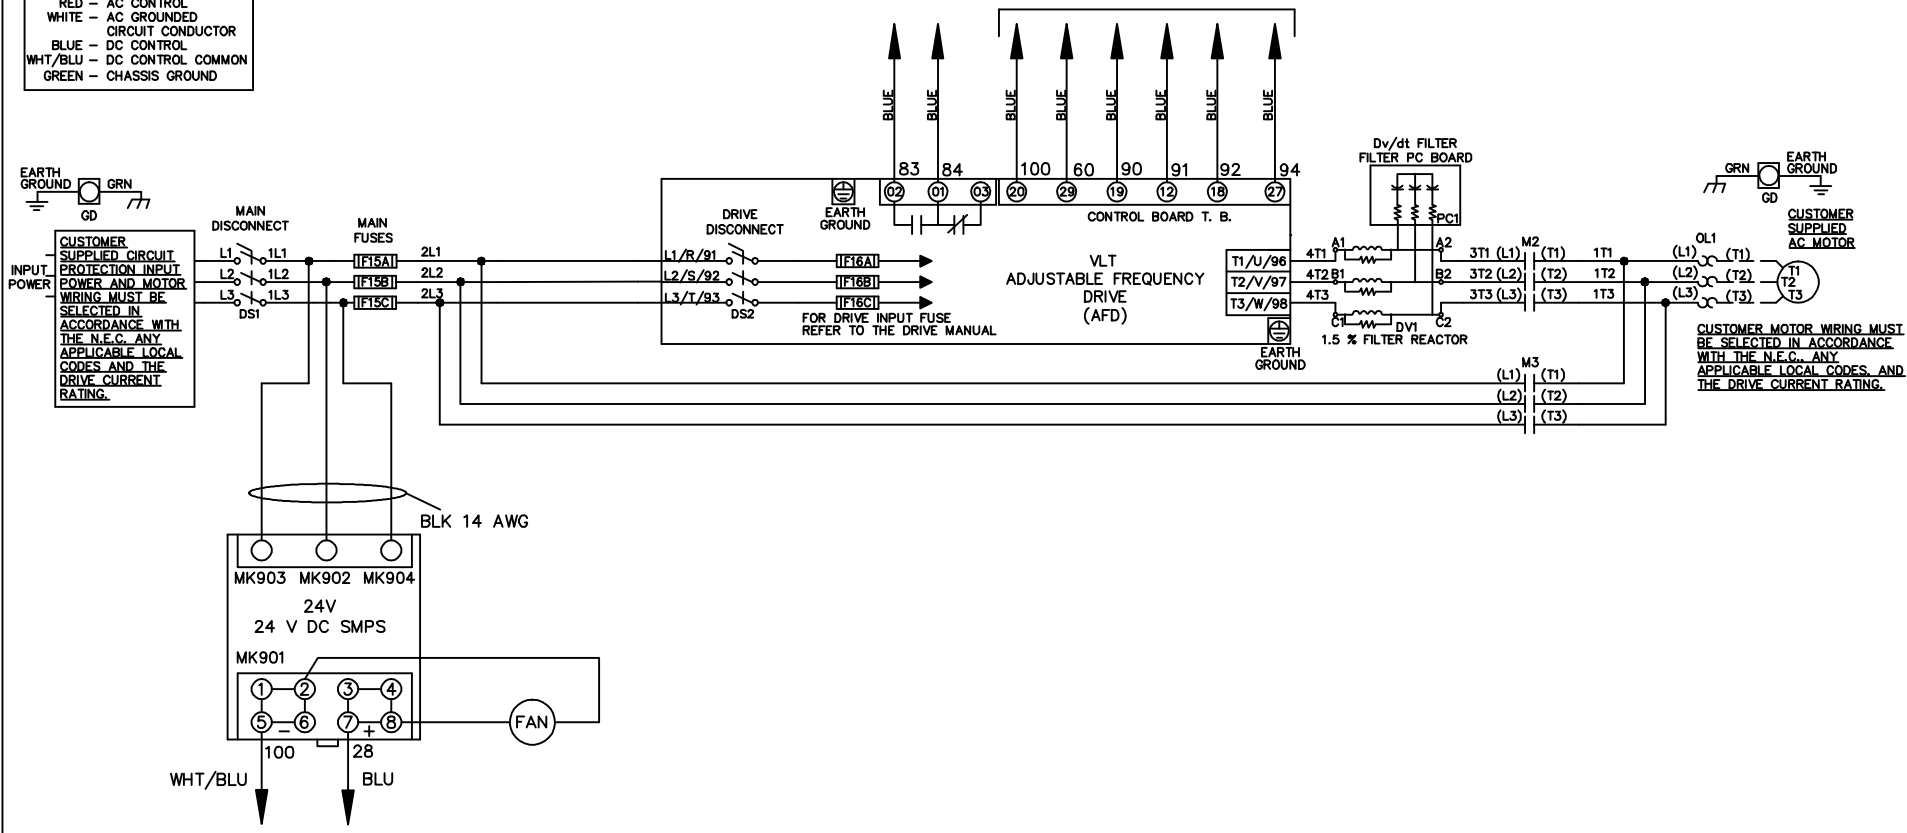 RED – AC CONTROL
WHITE – AC GROUNDED
CIRCUIT CONDUCTOR
BLUE – DC CONTROL
WHT/BLU – DC CONTROL COMMON
GREEN – CHASSIS GROUND
BLUE BLUE BLUE BLUE BLUE BLUE BLUE BLUE
83 84 100 60 90 91 92 94
02 01 03 20 29 19 12 18 27
EARTH
GROUND
CONTROL BOARD T. B.
EARTH
GROUND
GRN
GD
INPUT
POWER
CUSTOMER
SUPPLIED CIRCUIT
PROTECTION INPUT
POWER AND MOTOR
WIRING MUST BE
SELECTED IN
ACCORDANCE WITH
THE N.E.C. ANY
APPLICABLE LOCAL
CODES AND THE
DRIVE CURRENT
RATING.
MAIN
DISCONNECT
L1 1L1
L2 1L2
L3 1L3
DS1
MAIN
FUSES
F15A
F15B
F15C
2L1
2L2
2L3
L1/R/91
L2/S/92
L3/T/93
DRIVE
DISCONNECT
DS2
F16A
F16B
F16C
FOR DRIVE INPUT FUSE
REFER TO THE DRIVE MANUAL
VLT
ADJUSTABLE FREQUENCY
DRIVE
(AFD)
T1/U/96
T2/V/97
T3/W/98
EARTH
GROUND
4T1
4T2
4T3
Dv/dt FILTER
FILTER PC BOARD
PC1
A1 A2
B1 B2
C1 C2
DV1
1.5 % FILTER REACTOR
M2
3T1 (L1) (T1) 1T1
3T2 (L2) (T2) 1T2
3T3 (L3) (T3) 1T3
OL1
(L1) (T1)
(L2) (T2)
(L3) (T3)
T1
T2
T3
GRN
EARTH
GROUND
GD
CUSTOMER
SUPPLIED
AC MOTOR
CUSTOMER MOTOR WIRING MUST
BE SELECTED IN ACCORDANCE
WITH THE N.E.C., ANY
APPLICABLE LOCAL CODES, AND
THE DRIVE CURRENT RATING.
M3
(L1) (T1)
(L2) (T2)
(L3) (T3)
BLK 14 AWG
MK903 MK902 MK904
24V
24 V DC SMPS
MK901
1 2 3 4
5 6 7 8
– +
FAN
100 28
WHT/BLU BLU